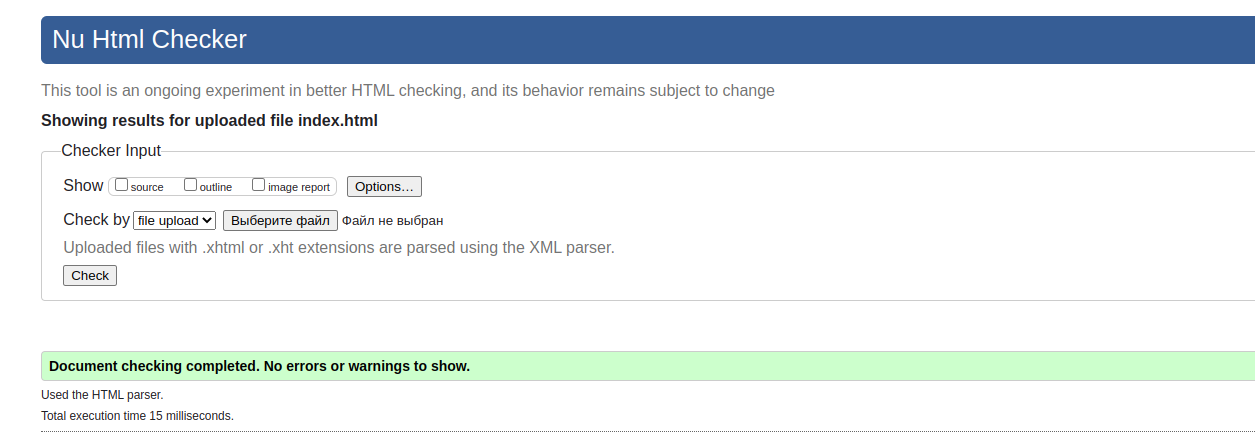 Nu Html Checker
This tool is an ongoing experiment in better HTML checking, and its behavior remains subject to change
Showing results for uploaded file index.html
Checker Input
Show source outline image report Options…
Check by file upload Выберите файл Файл не выбран
Uploaded files with .xhtml or .xht extensions are parsed using the XML parser.
Check
Document checking completed. No errors or warnings to show.
Used the HTML parser.
Total execution time 15 milliseconds.